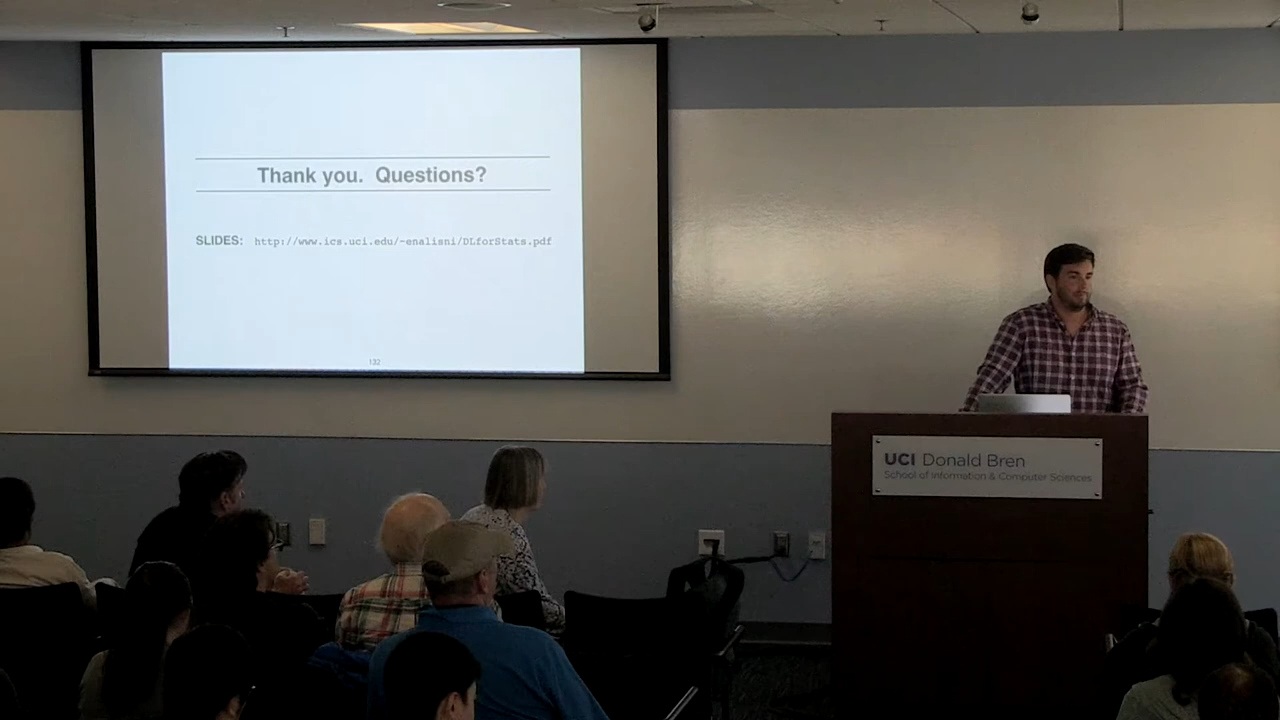 Thank you. Questions?
SLIDES: http://www.ics.uci.edu/~enalisni/DLforStats.pdf
132
UCI Donald Bren
School of Information & Computer Sciences